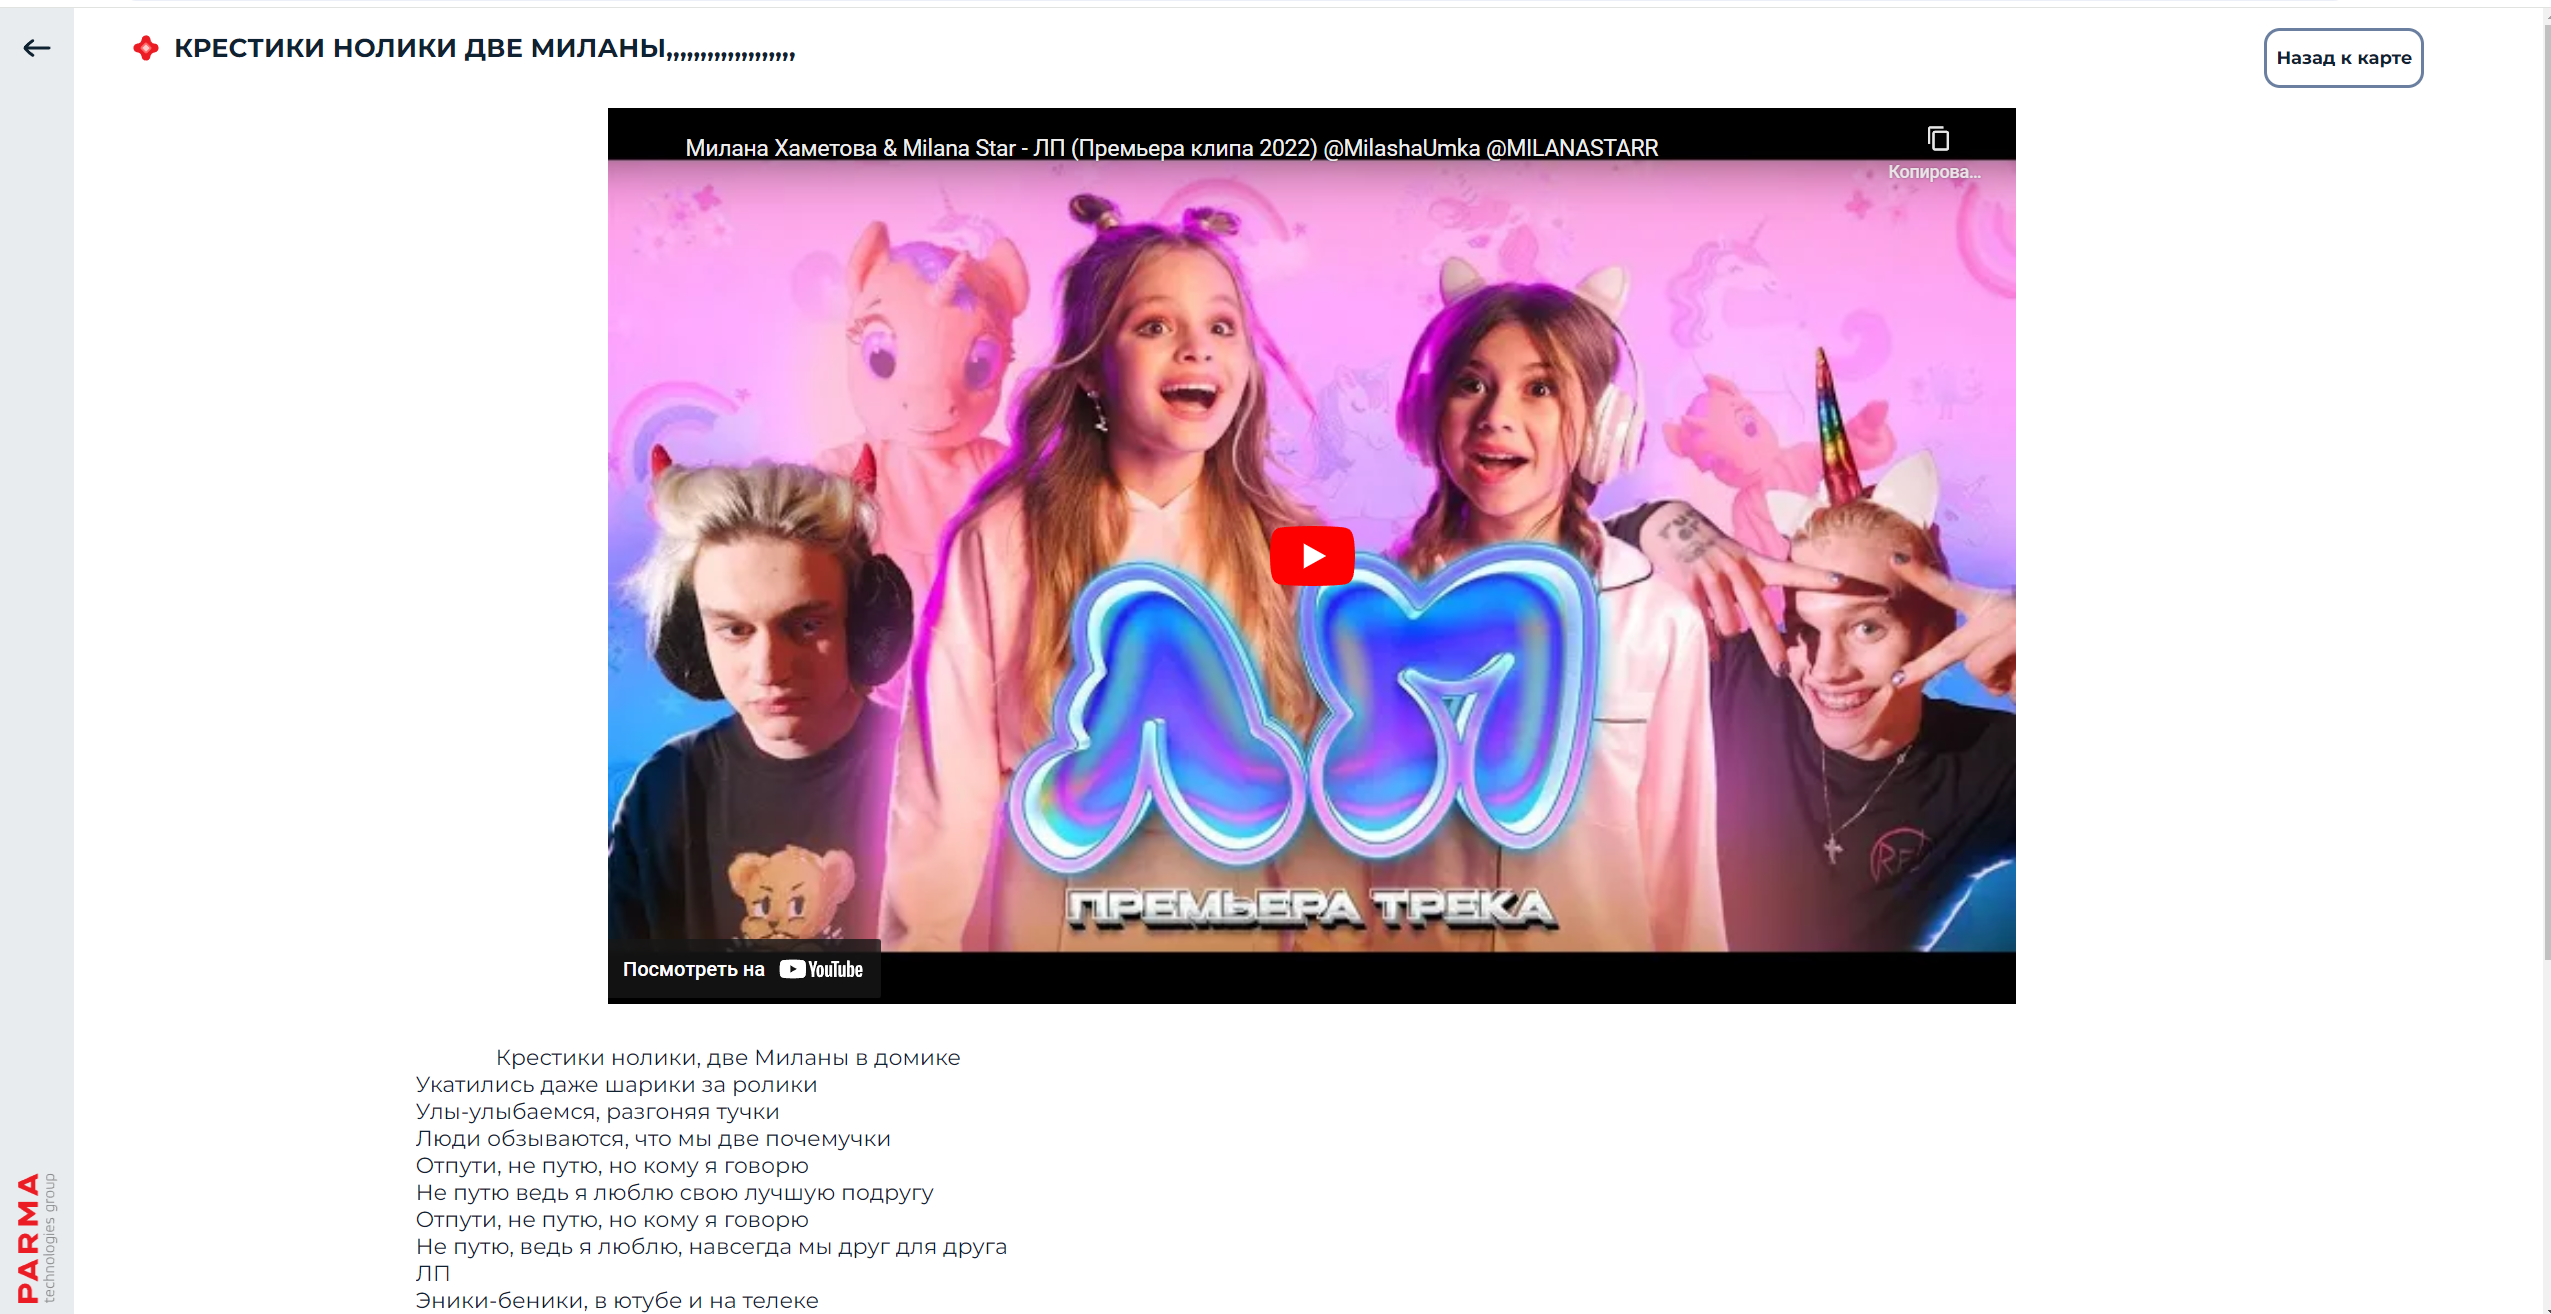 КРЕСТИКИ НОЛИКИ ДВЕ МИЛАНЫ,,,,,,,,,,,,,,,,,,,
Назад к карте
Милана Хаметова & Milana Star - ЛП (Премьера клипа 2022) @MilashaUmka @MILANASTARR
Копирова...
ЛП
ПРЕМЬЕРА ТРЕКА
Посмотреть на YouTube
Крестики нолики, две Миланы в домике
Укатились даже шарики за ролики
Улы-улыбаемся, разгоняя тучки
Люди обзываются, что мы две почемучки
Отпути, не путю, но кому я говорю
Не путю ведь я люблю свою лучшую подругу
Отпути, не путю, но кому я говорю
Не путю, ведь я люблю, навсегда мы друг для друга
ЛП
Эники-беники, в ютубе и на телеке
PARMA
technologies group